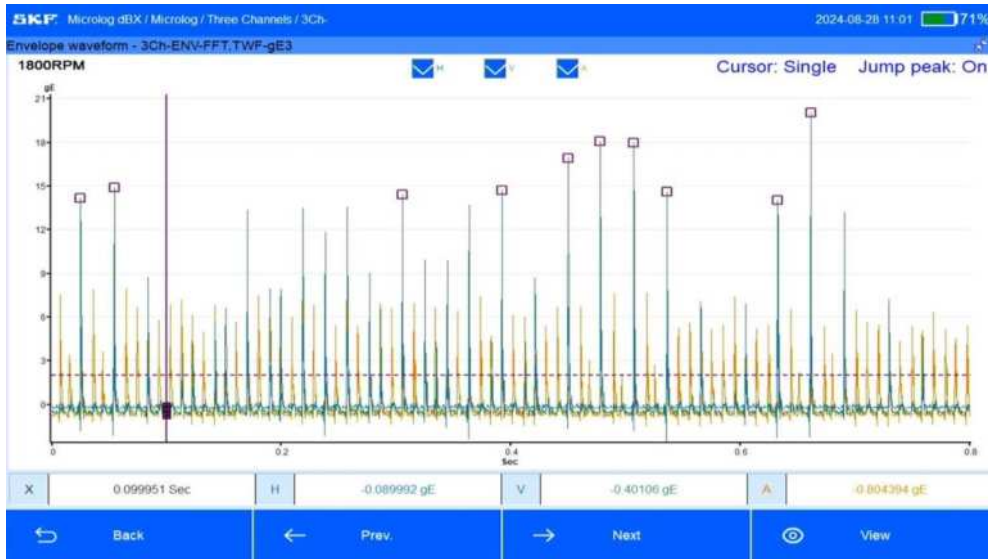 SKF. Microlog dBX / Microlog / Three Channels / 3Ch- 2024-08-28 11:01 71%
Envelope waveform - 3Ch-ENV-FFT,TWF-gE3
1800RPM H V A Cursor: Single Jump peak: On
gE
21
18
15
12
9
6
3
0
0 0.2 0.4 0.6 0.8
Sec
X 0.099951 Sec H -0.089992 gE V -0.40106 gE A -0.804394 gE
Back Prev. Next View